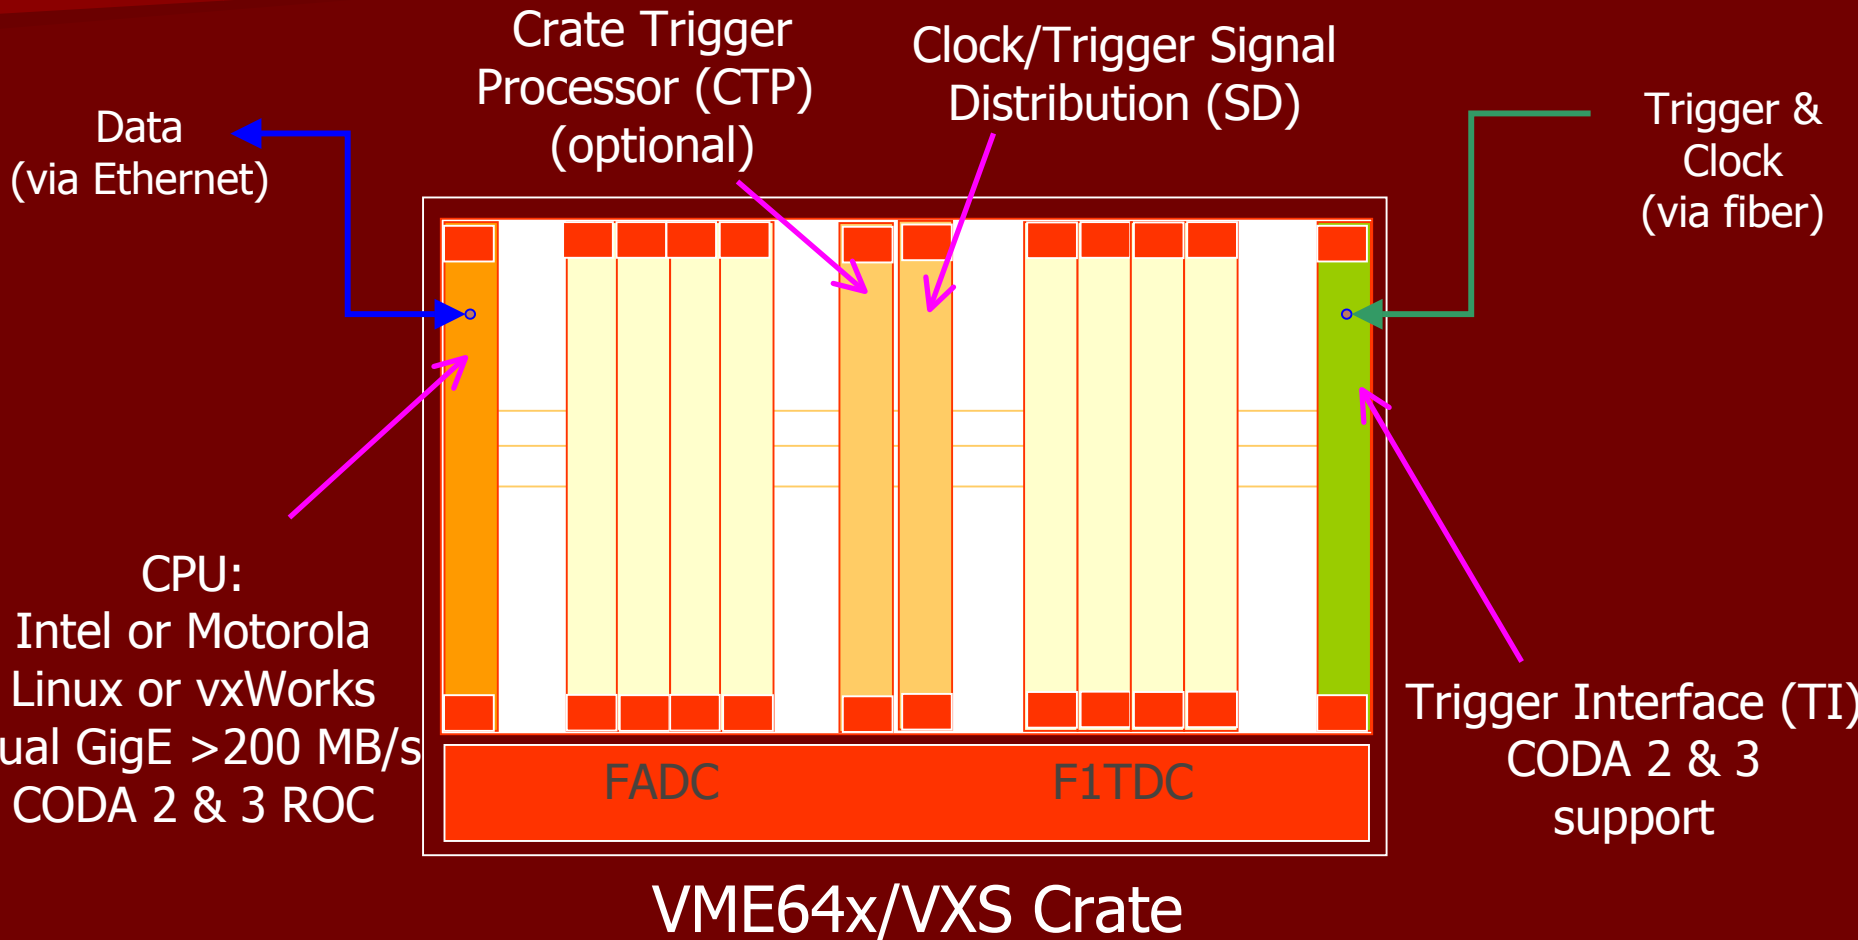 Crate Trigger
Processor (CTP)
(optional)
Clock/Trigger Signal
Distribution (SD)
Data
(via Ethernet)
Trigger &
Clock
(via fiber)
CPU:
Intel or Motorola
Linux or vxWorks
ual GigE >200 MB/s
CODA 2 & 3 ROC
Trigger Interface (TI)
CODA 2 & 3
support
FADC
F1TDC
VME64x/VXS Crate